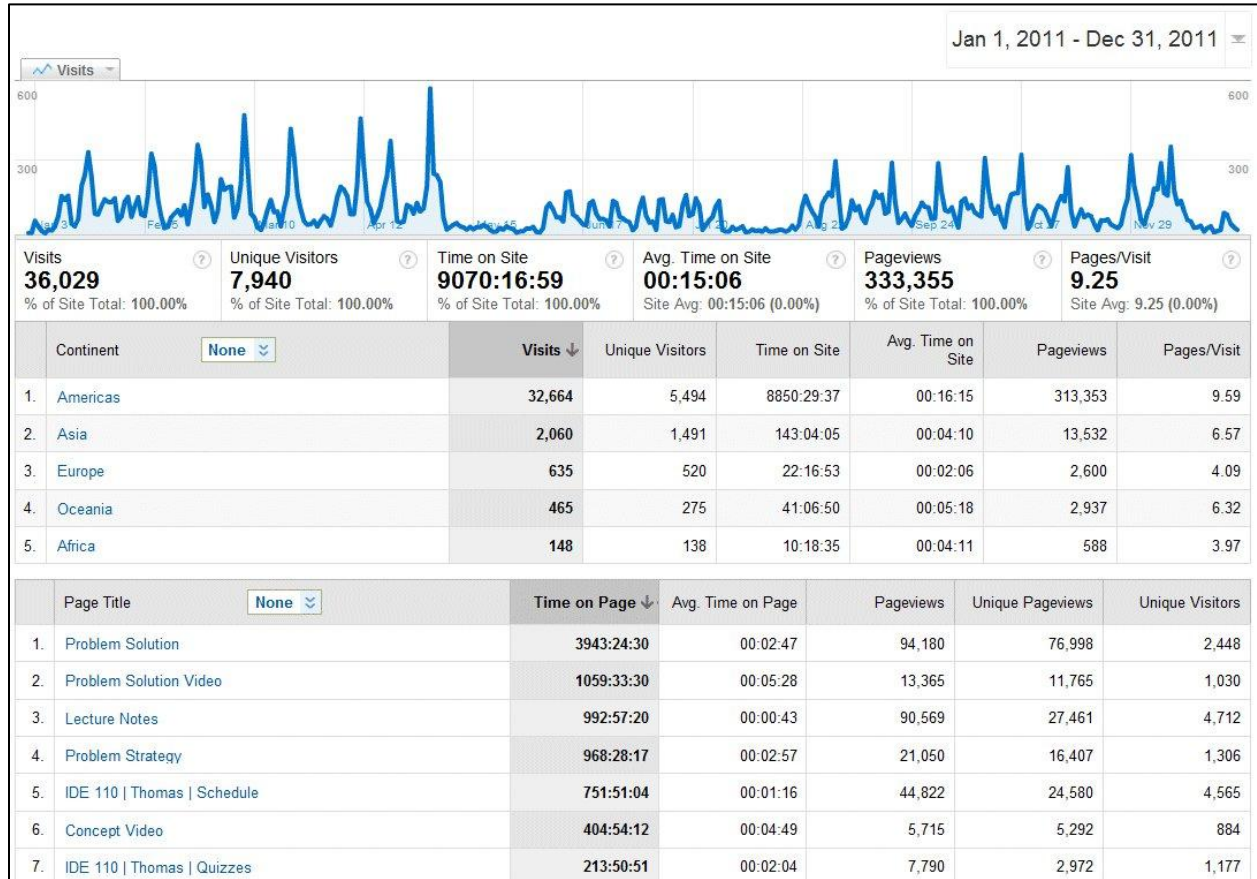 Jan 1, 2011 - Dec 31, 2011
Visits
600 600
300 300
Feb 5 Mar 10 Apr 12 May 15 Jun 17 Sep 24 Oct 27 Nov 29
Visits ? Unique Visitors ? Time on Site ? Avg. Time on Site ? Pageviews ? Pages/Visit ?
36,029 7,940 9070:16:59 00:15:06 333,355 9.25
% of Site Total: 100.00% % of Site Total: 100.00% % of Site Total: 100.00% Site Avg: 00:15:06 (0.00%) % of Site Total: 100.00% Site Avg: 9.25 (0.00%)
Continent None Visits Unique Visitors Time on Site Avg. Time on Site Pageviews Pages/Visit
1. Americas 32,664 5,494 8850:29:37 00:16:15 313,353 9.59
2. Asia 2,060 1,491 143:04:05 00:04:10 13,532 6.57
3. Europe 635 520 22:16:53 00:02:06 2,600 4.09
4. Oceania 465 275 41:06:50 00:05:18 2,937 6.32
5. Africa 148 138 10:18:35 00:04:11 588 3.97
Page Title None Time on Page Avg. Time on Page Pageviews Unique Pageviews Unique Visitors
1. Problem Solution 3943:24:30 00:02:47 94,180 76,998 2,448
2. Problem Solution Video 1059:33:30 00:05:28 13,365 11,765 1,030
3. Lecture Notes 992:57:20 00:00:43 90,569 27,461 4,712
4. Problem Strategy 968:28:17 00:02:57 21,050 16,407 1,306
5. IDE 110 | Thomas | Schedule 751:51:04 00:01:16 44,822 24,580 4,565
6. Concept Video 404:54:12 00:04:49 5,715 5,292 884
7. IDE 110 | Thomas | Quizzes 213:50:51 00:02:04 7,790 2,972 1,177